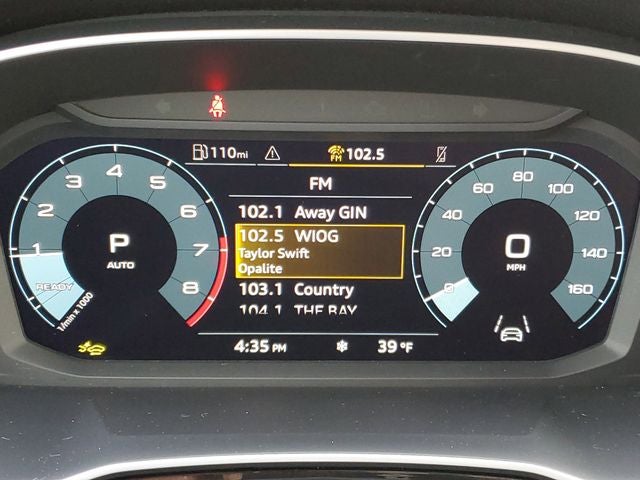 110mi
FM 102.5
FM
102.1 Away GIN
102.5 WIOG
Taylor Swift
Opalite
103.1 Country
104.1 THE BAY
1 2 3 4 5 6 7 8
READY
1/min x 1000
P
AUTO
0 20 40 60 80 100 120 140 160
0
MPH
4:35 PM
39 °F